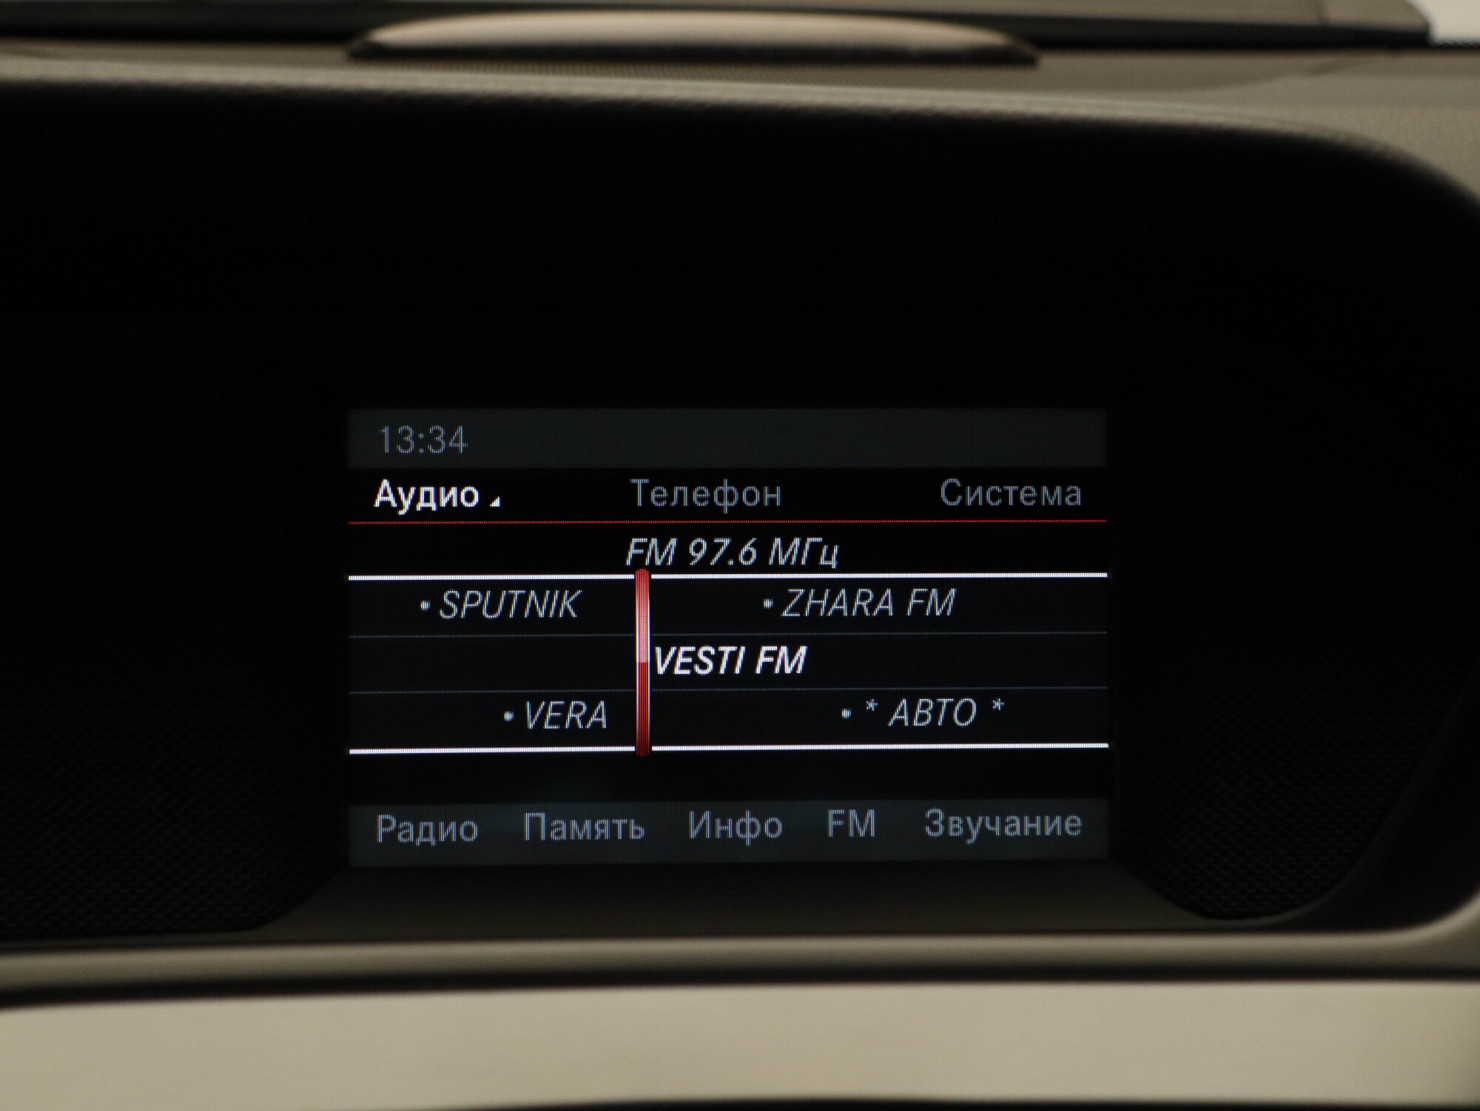 13:34
Аудио Телефон Система
FM 97.6 МГц
• SPUTNIK • ZHARA FM
VESTI FM
• VERA • * АВТО *
Радио Память Инфо FM Звучание